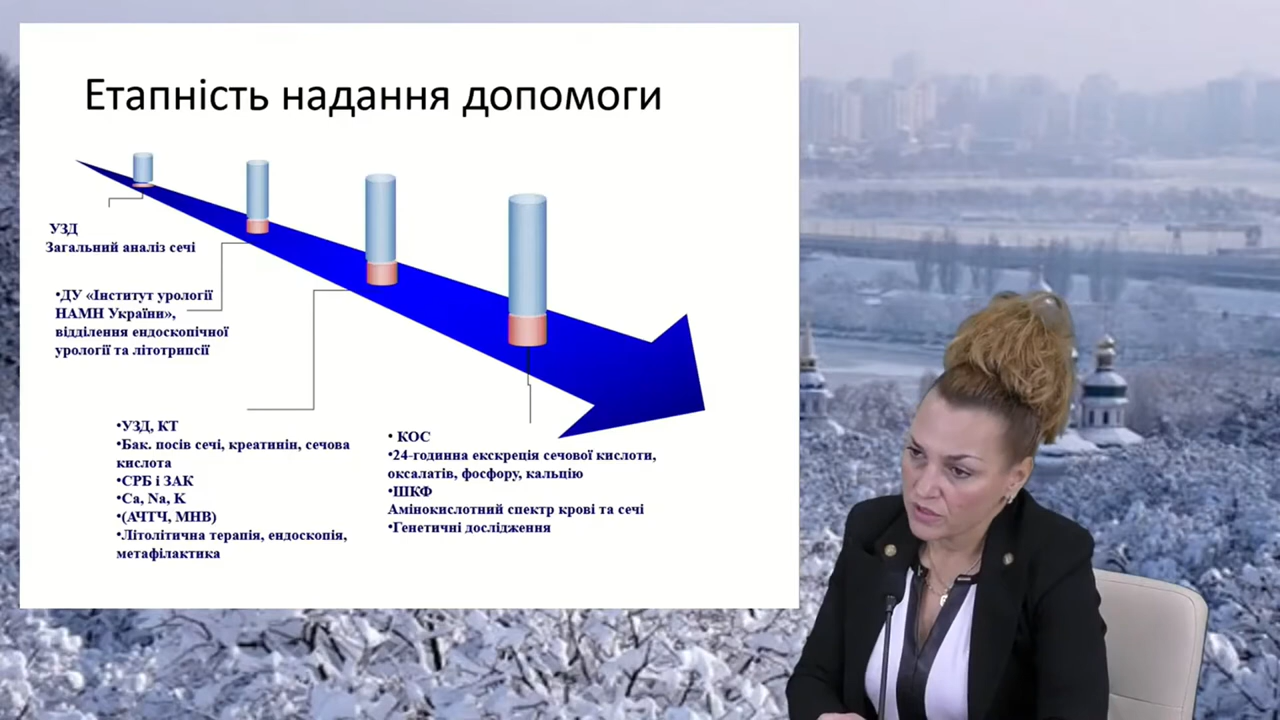 Етапність надання допомоги
УЗД
Загальний аналіз сечі
•ДУ «Інститут урології
НАМН України»,
відділення ендоскопічної
урології та літотрипсії
•УЗД, КТ
•Бак. посів сечі, креатинін, сечова
кислота
•СРБ і ЗАК
•Ca, Na, K
•(АЧТЧ, МНВ)
•Літолітична терапія, ендоскопія,
метафілактика
• КОС
•24-годинна екскреція сечової кислоти,
оксалатів, фосфору, кальцію
•ШКФ
Амінокислотний спектр крові та сечі
•Генетичні дослідження